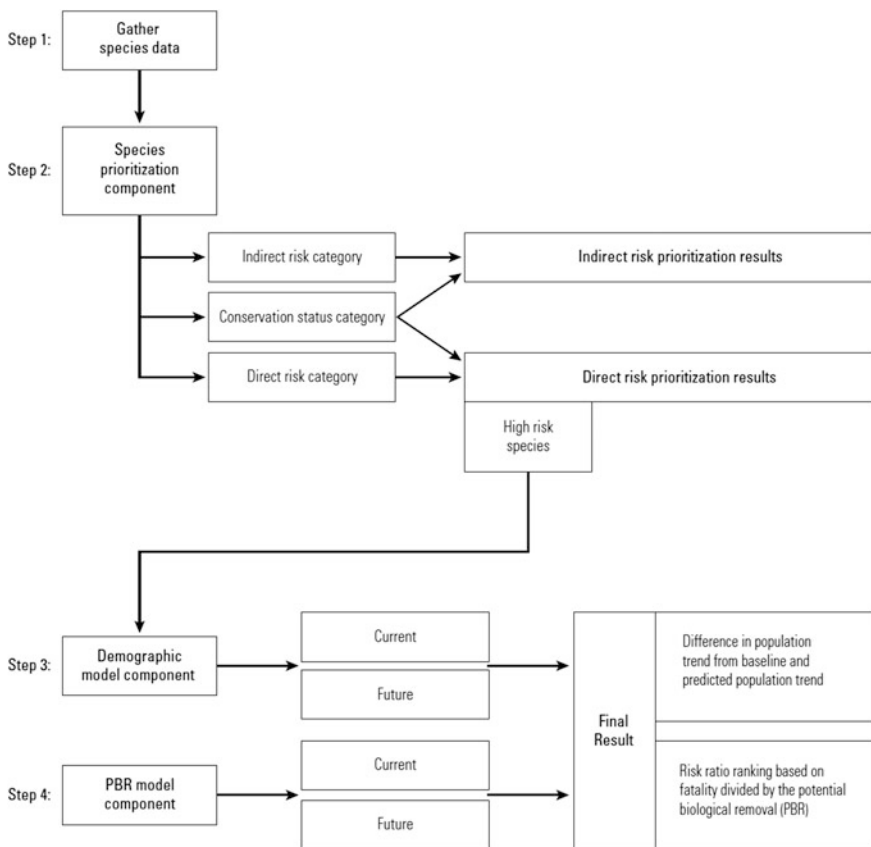 Step 1:
Gather
species data
Step 2:
Species
prioritization
component
Indirect risk category
Indirect risk prioritization results
Conservation status category
Direct risk category
Direct risk prioritization results
High risk
species
Step 3:
Demographic
model component
Current
Future
Final
Result
Difference in population
trend from baseline and
predicted population trend
Step 4:
PBR model
component
Current
Future
Risk ratio ranking based on
fatality divided by the potential
biological removal (PBR)